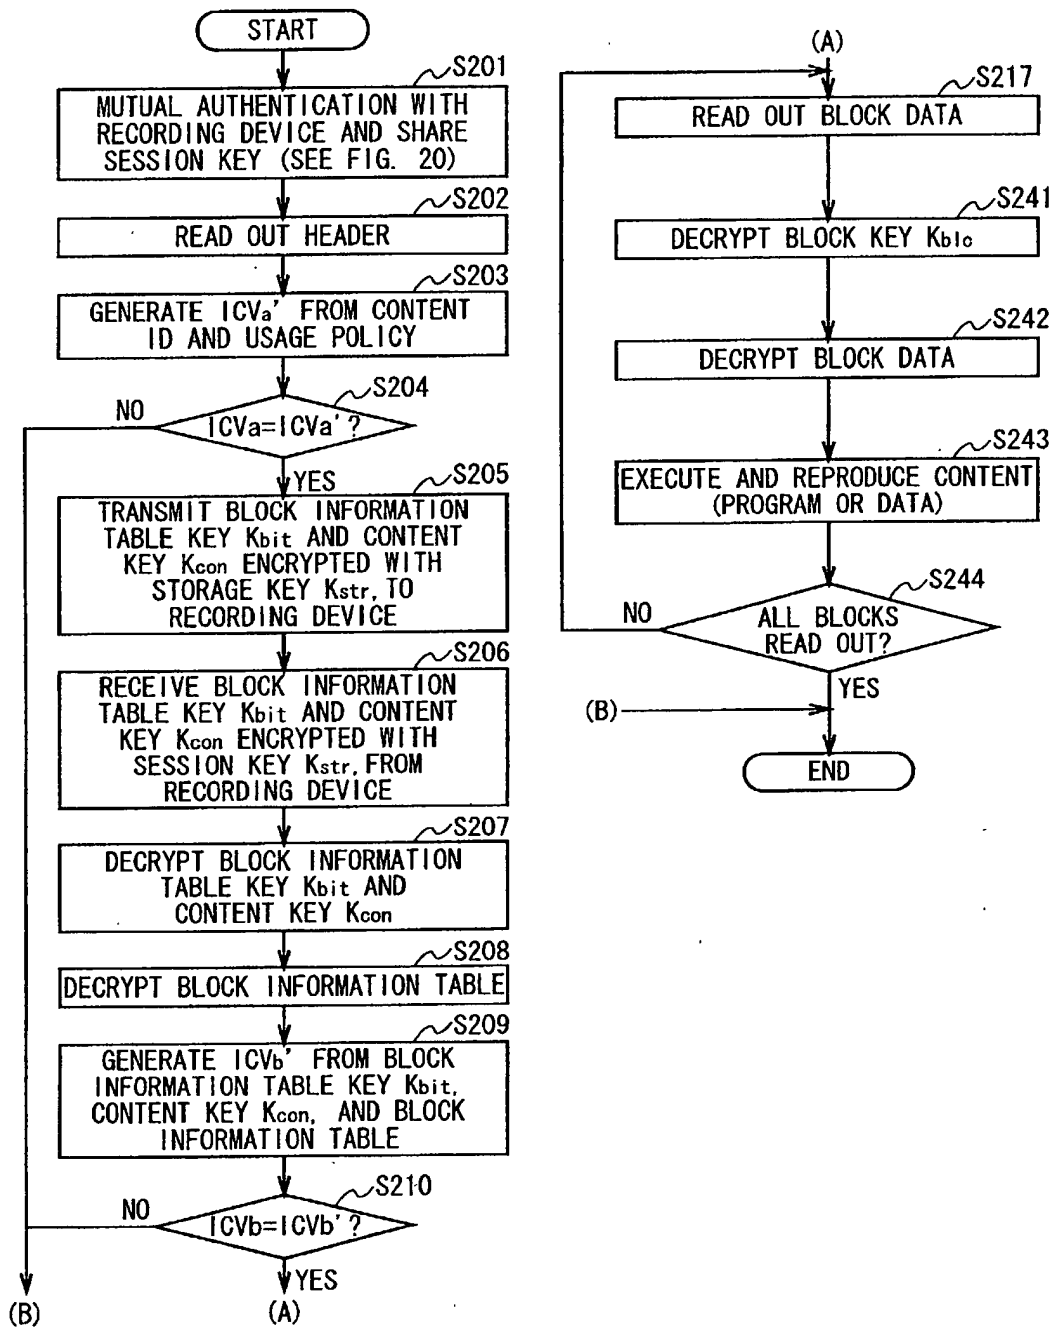 START
S201
MUTUAL AUTHENTICATION WITH
RECORDING DEVICE AND SHARE
SESSION KEY (SEE FIG. 20)
S202
READ OUT HEADER
S203
GENERATE ICVa' FROM CONTENT
ID AND USAGE POLICY
S204
NO
ICVa=ICVa'?
YES
S205
TRANSMIT BLOCK INFORMATION
TABLE KEY Kbit AND CONTENT
KEY Kcon ENCRYPTED WITH
STORAGE KEY Kstr, TO
RECORDING DEVICE
S206
RECEIVE BLOCK INFORMATION
TABLE KEY Kbit AND CONTENT
KEY Kcon ENCRYPTED WITH
SESSION KEY Kstr, FROM
RECORDING DEVICE
S207
DECRYPT BLOCK INFORMATION
TABLE KEY Kbit AND
CONTENT KEY Kcon
S208
DECRYPT BLOCK INFORMATION TABLE
S209
GENERATE ICVb' FROM BLOCK
INFORMATION TABLE KEY Kbit,
CONTENT KEY Kcon, AND BLOCK
INFORMATION TABLE
S210
NO
ICVb=ICVb'?
YES
(B)
(A)
(A)
S217
READ OUT BLOCK DATA
S241
DECRYPT BLOCK KEY Kblc
S242
DECRYPT BLOCK DATA
S243
EXECUTE AND REPRODUCE CONTENT
(PROGRAM OR DATA)
S244
NO
ALL BLOCKS
READ OUT?
YES
(B)
END